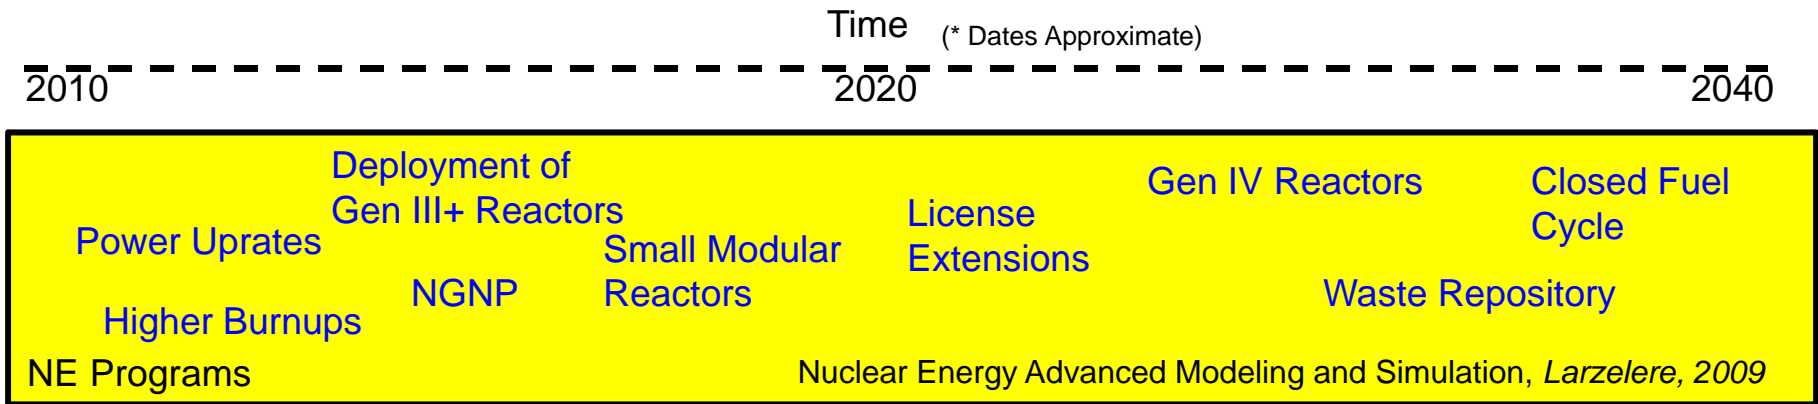 Time (* Dates Approximate)
2010 2020 2040
Deployment of
Gen III+ Reactors
Power Uprates
Higher Burnups
NGNP
Small Modular
Reactors
License
Extensions
Gen IV Reactors
Closed Fuel
Cycle
Waste Repository
NE Programs
Nuclear Energy Advanced Modeling and Simulation, Larzelere, 2009